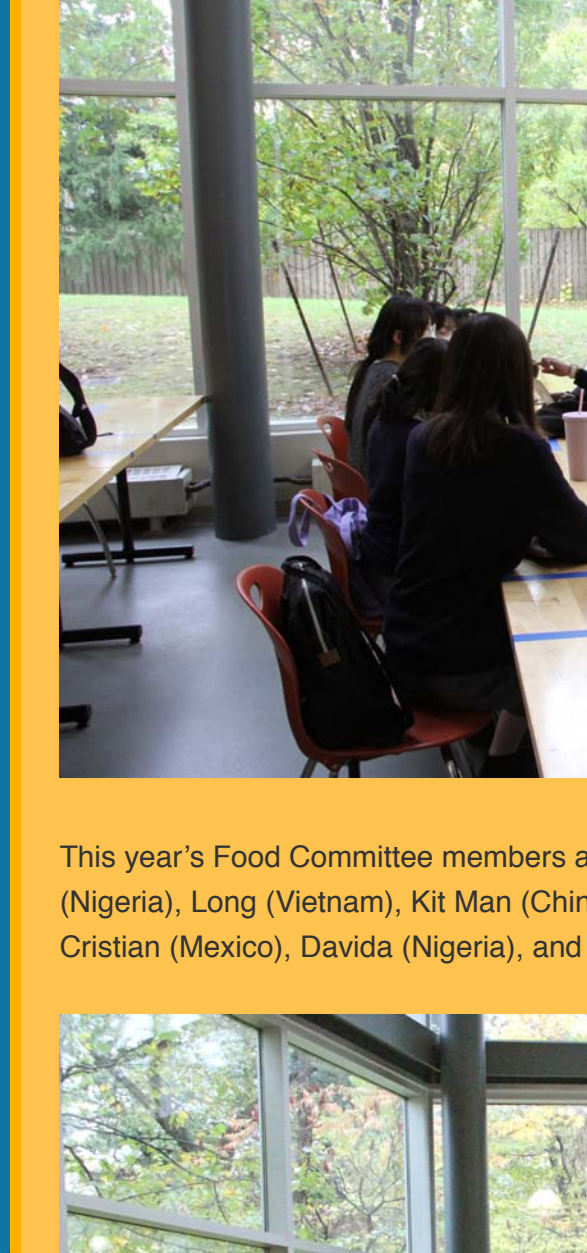 This year’s Food Committee members a
(Nigeria), Long (Vietnam), Kit Man (Chin
Cristian (Mexico), Davida (Nigeria), and